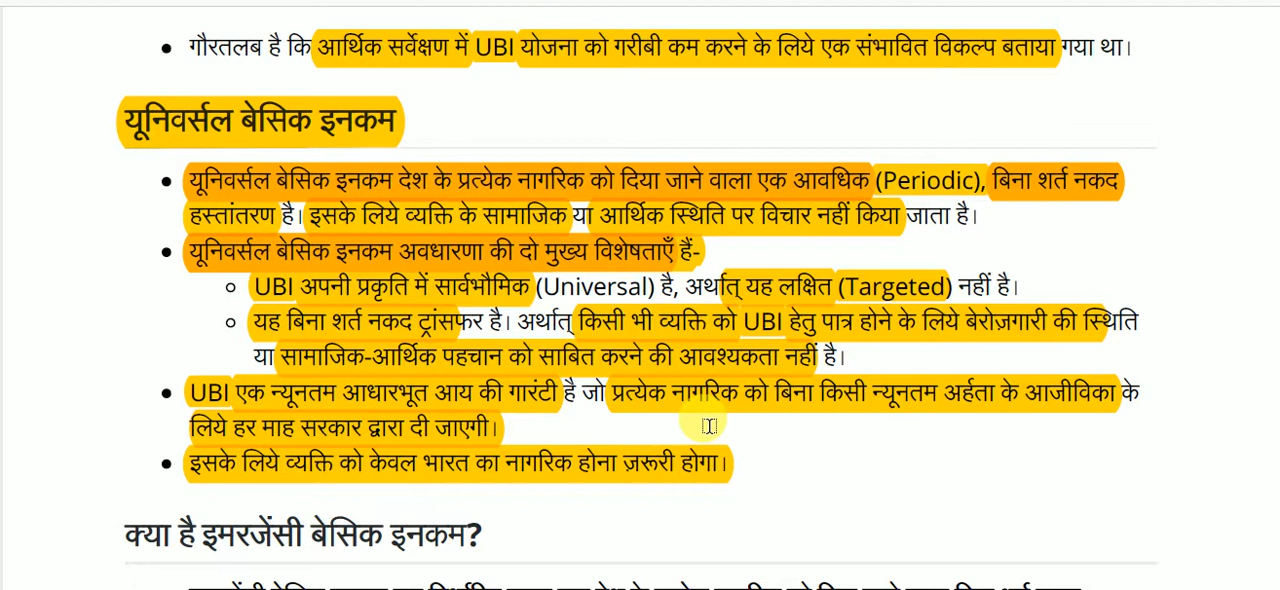 • गौरतलब है कि आर्थिक सर्वेक्षण में UBI योजना को गरीबी कम करने के लिये एक संभावित विकल्प बताया गया था।
यूनिवर्सल बेसिक इनकम
• यूनिवर्सल बेसिक इनकम देश के प्रत्येक नागरिक को दिया जाने वाला एक आवधिक (Periodic), बिना शर्त नकद
हस्तांतरण है। इसके लिये व्यक्ति के सामाजिक या आर्थिक स्थिति पर विचार नहीं किया जाता है।
• यूनिवर्सल बेसिक इनकम अवधारणा की दो मुख्य विशेषताएँ हैं-
○ UBI अपनी प्रकृति में सार्वभौमिक (Universal) है, अर्थात् यह लक्षित (Targeted) नहीं है।
○ यह बिना शर्त नकद ट्रांसफर है। अर्थात् किसी भी व्यक्ति को UBI हेतु पात्र होने के लिये बेरोज़गारी की स्थिति
या सामाजिक-आर्थिक पहचान को साबित करने की आवश्यकता नहीं है।
• UBI एक न्यूनतम आधारभूत आय की गारंटी है जो प्रत्येक नागरिक को बिना किसी न्यूनतम अर्हता के आजीविका के
लिये हर माह सरकार द्वारा दी जाएगी।
• इसके लिये व्यक्ति को केवल भारत का नागरिक होना ज़रूरी होगा।
क्या है इमरजेंसी बेसिक इनकम?